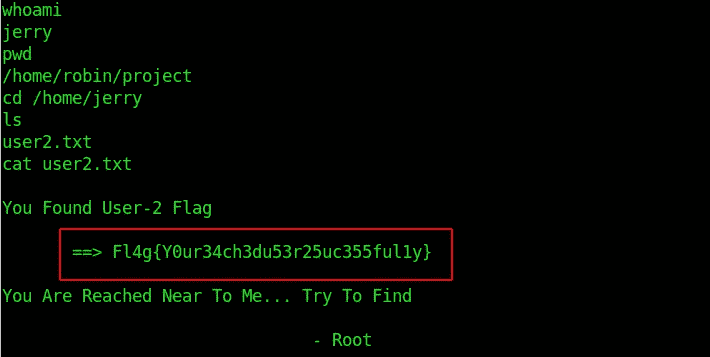 whoami
jerry
pwd
/home/robin/project
cd /home/jerry
ls
user2.txt
cat user2.txt
You Found User-2 Flag
==> Fl4g{Y0ur34ch3du53r25uc355ful1y}
You Are Reached Near To Me... Try To Find
- Root